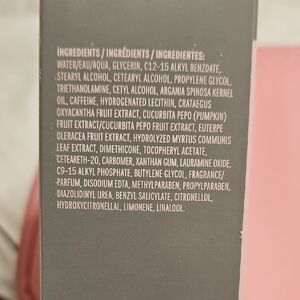 INGREDIENTS / INGRÉDIENTS / INGREDIENTES:
WATER/EAU/AQUA, GLYCERIN, C12-15 ALKYL BENZOATE,
STEARYL ALCOHOL, CETEARYL ALCOHOL, PROPYLENE GLYCOL,
TRIETHANOLAMINE, CETYL ALCOHOL, ARGANIA SPINOSA KERNEL
OIL, CAFFEINE, HYDROGENATED LECITHIN, CRATAEGUS
OXYACANTHA FRUIT EXTRACT, CUCURBITA PEPO (PUMPKIN)
FRUIT EXTRACT/CUCURBITA PEPO FRUIT EXTRACT, EUTERPE
OLERACEA FRUIT EXTRACT, HYDROLYZED MYRTUS COMMUNIS
LEAF EXTRACT, DIMETHICONE, TOCOPHERYL ACETATE,
CETEARETH-20, CARBOMER, XANTHAN GUM, LAURAMINE OXIDE,
C9-15 ALKYL PHOSPHATE, BUTYLENE GLYCOL, FRAGRANCE/
PARFUM, DISODIUM EDTA, METHYLPARABEN, PROPYLPARABEN,
DIAZOLIDINYL UREA, BENZYL SALICYLATE, CITRONELLOL,
HYDROXYCITRONELLAL, LIMONENE, LINALOOL.